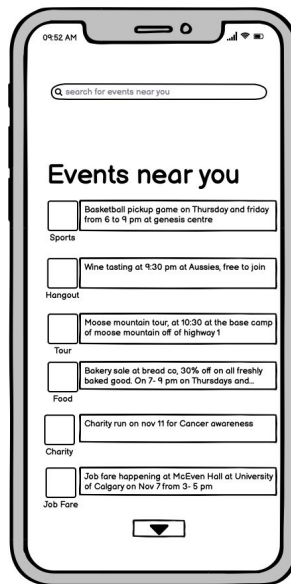 09:52 AM
search for events near you
Events near you
Basketball pickup game on Thursday and friday
from 6 to 9 pm at genesis centre
Sports
Wine tasting at 9:30 pm at Aussies, free to join
Hangout
Moose mountain tour, at 10:30 at the base camp
of moose mountain off of highway 1
Tour
Bakery sale at bread co, 30% off on all freshly
baked good. On 7- 9 pm on Thursdays and...
Food
Charity run on nov 11 for Cancer awareness
Charity
Job fare happening at McEven Hall at University
of Calgary on Nov 7 from 3- 5 pm
Job Fare